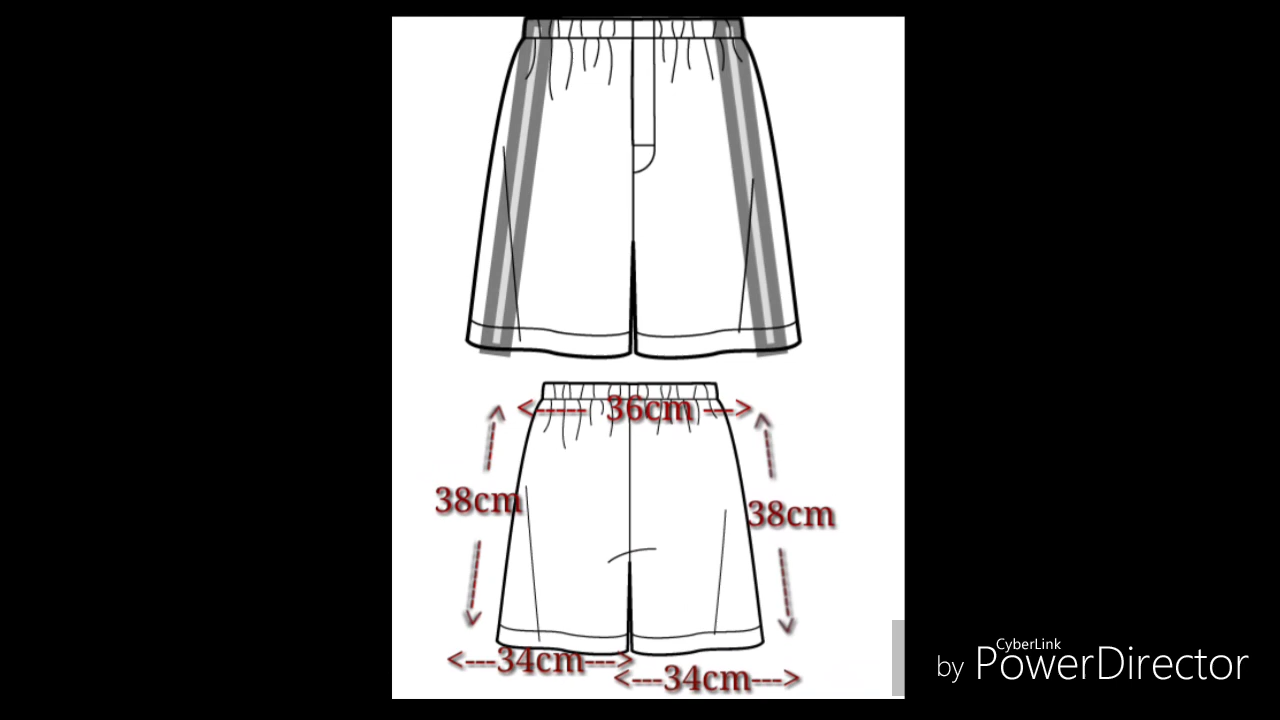 <----- 36cm --->
38cm
38cm
<---34cm--->
<---34cm--->
by CyberLink PowerDirector